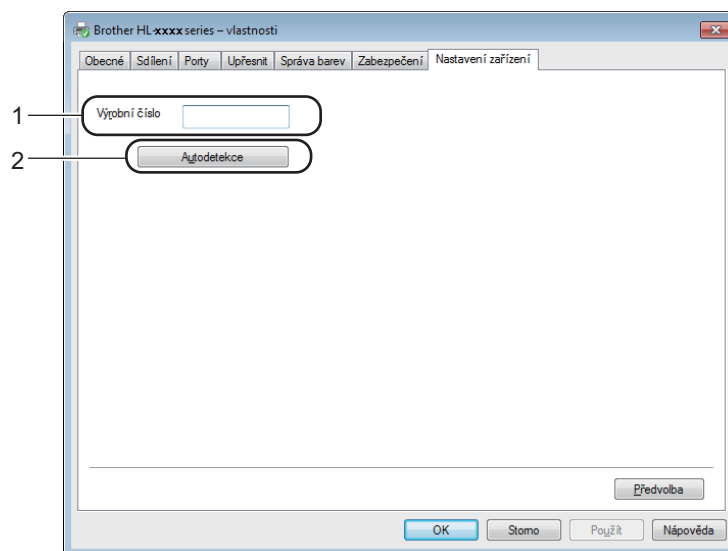 Brother HL-xxxx series – vlastnosti
Obecné Sdílení Porty Upřesnit Správa barev Zabezpečení Nastavení zařízení
1 Výrobní číslo
2 Autodetekce
Předvolba
OK Storno Použít Nápověda